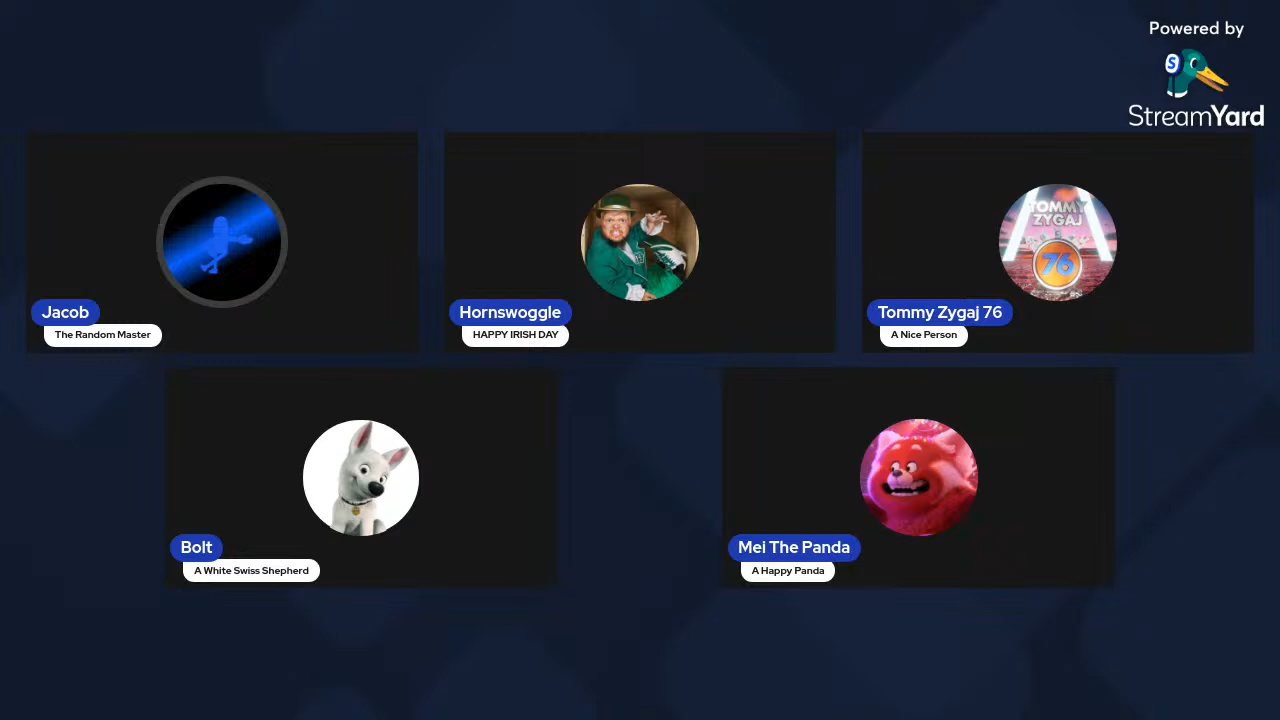 Powered by
S
StreamYard
TOMMY
ZYGAJ
76
Jacob
The Random Master
Hornswoggle
HAPPY IRISH DAY
Tommy Zygaj 76
A Nice Person
Bolt
A White Swiss Shepherd
Mei The Panda
A Happy Panda